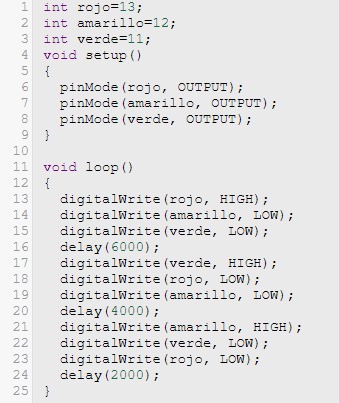 1 int rojo=13;
2 int amarillo=12;
3 int verde=11;
4 void setup()
5 {
6   pinMode(rojo, OUTPUT);
7   pinMode(amarillo, OUTPUT);
8   pinMode(verde, OUTPUT);
9 }
10
11 void loop()
12 {
13   digitalWrite(rojo, HIGH);
14   digitalWrite(amarillo, LOW);
15   digitalWrite(verde, LOW);
16   delay(6000);
17   digitalWrite(verde, HIGH);
18   digitalWrite(rojo, LOW);
19   digitalWrite(amarillo, LOW);
20   delay(4000);
21   digitalWrite(amarillo, HIGH);
22   digitalWrite(verde, LOW);
23   digitalWrite(rojo, LOW);
24   delay(2000);
25 }